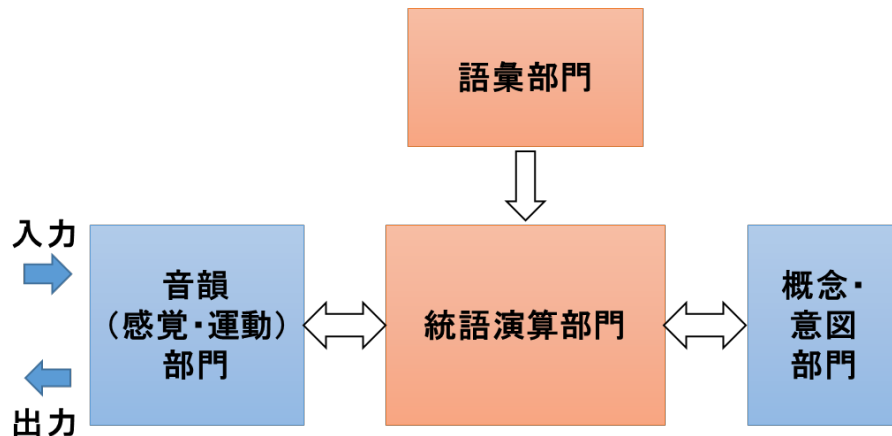 語彙部門
入力
音韻
（感覚・運動）
部門
統語演算部門
概念・
意図
部門
出力